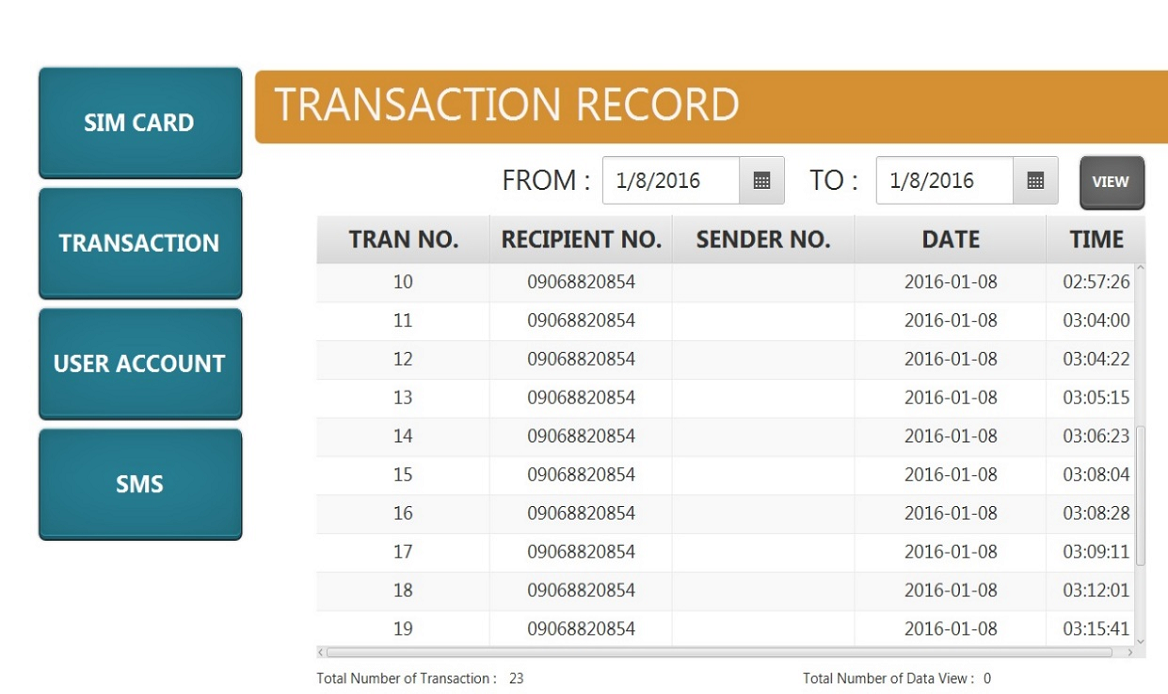 SIM CARD
TRANSACTION
USER ACCOUNT
SMS
TRANSACTION RECORD
FROM : 1/8/2016 TO : 1/8/2016 VIEW
TRAN NO. RECIPIENT NO. SENDER NO. DATE TIME
10 09068820854 2016-01-08 02:57:26
11 09068820854 2016-01-08 03:04:00
12 09068820854 2016-01-08 03:04:22
13 09068820854 2016-01-08 03:05:15
14 09068820854 2016-01-08 03:06:23
15 09068820854 2016-01-08 03:08:04
16 09068820854 2016-01-08 03:08:28
17 09068820854 2016-01-08 03:09:11
18 09068820854 2016-01-08 03:12:01
19 09068820854 2016-01-08 03:15:41
Total Number of Transaction : 23 Total Number of Data View : 0